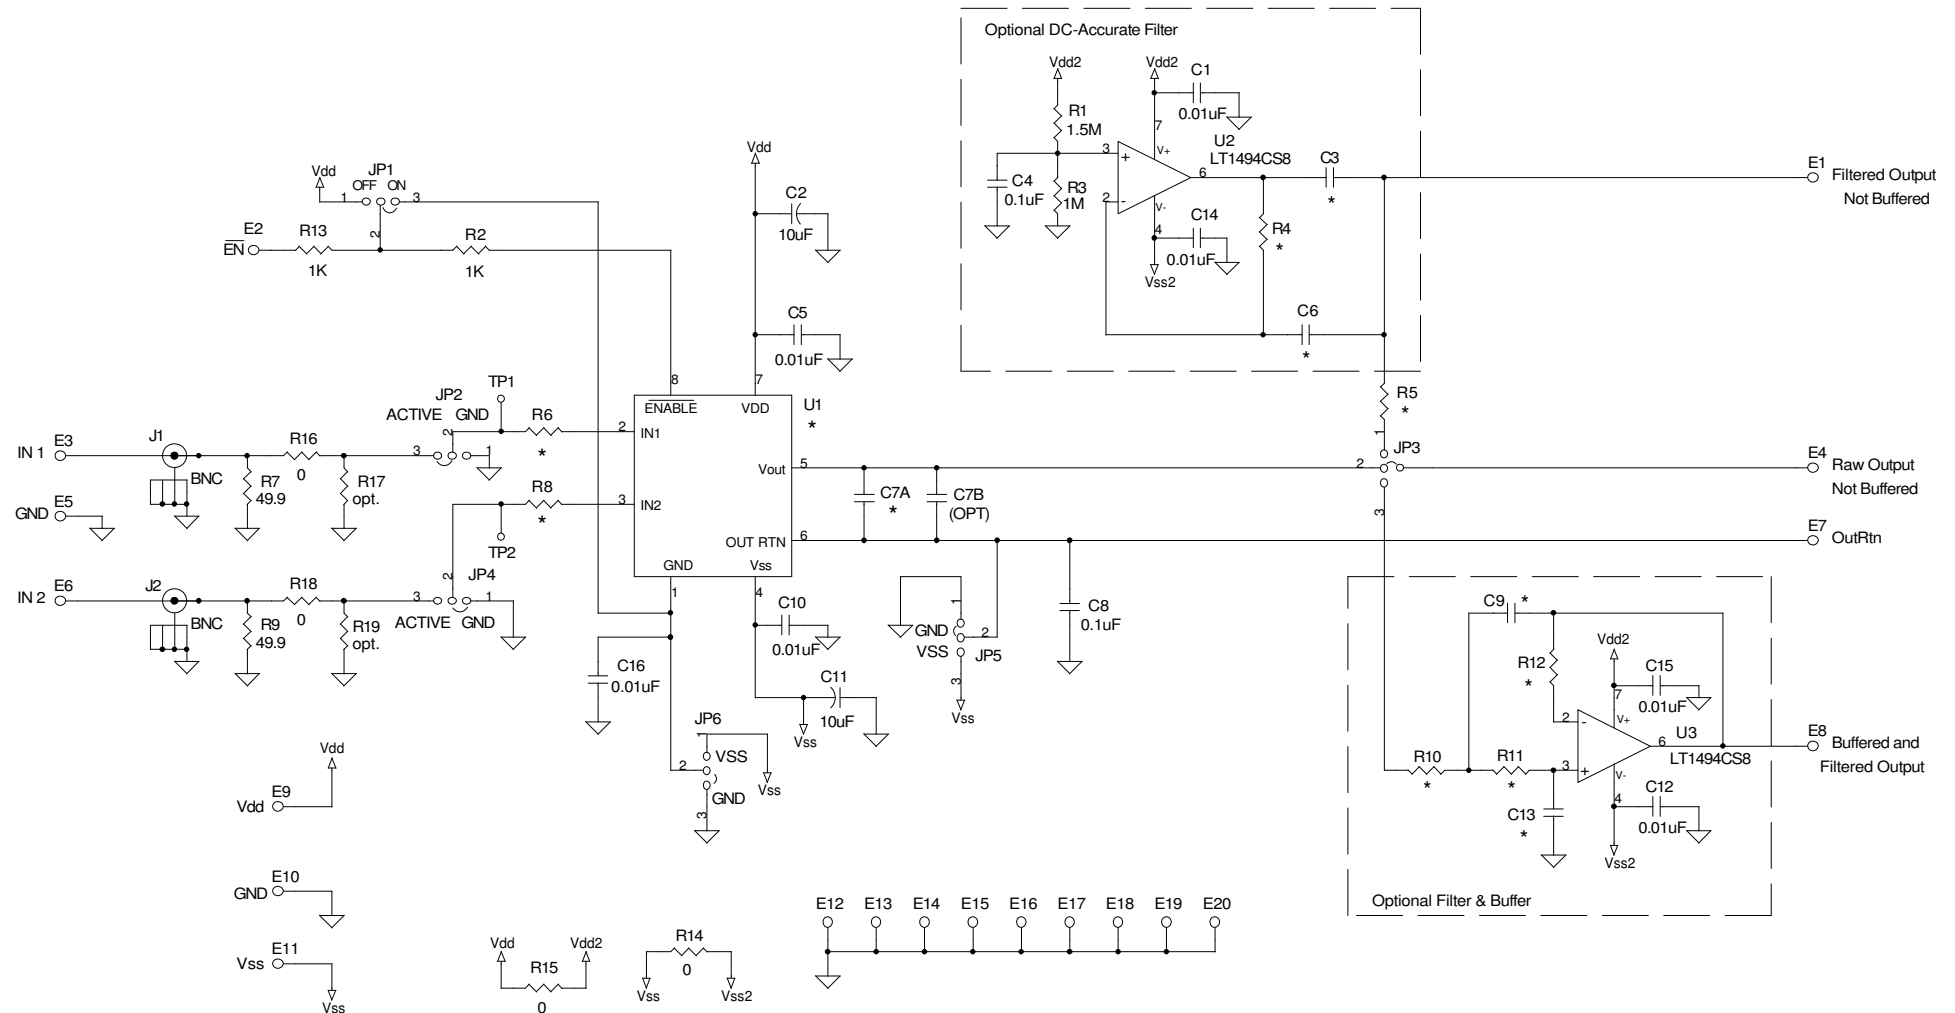 Optional DC-Accurate Filter
Vdd2
R1
1.5M
C4
0.1uF
R3
1M
3
+
2
-
Vdd2
C1
0.01uF
7
V+
U2
LT1494CS8
6
V-
4
C14
0.01uF
Vss2
C3
*
R4
*
C6
*
E1
Filtered Output
Not Buffered
R5
*
Vdd
JP1
OFF ON
1
3
2
E2
EN
R13
1K
R2
1K
Vdd
C2
10uF
C5
0.01uF
8
7
ENABLE
VDD
U1
*
2
IN1
3
IN2
Vout
5
OUT RTN
6
GND
Vss
1
4
IN 1
E3
J1
BNC
R7
49.9
R16
0
R17
opt.
JP2
ACTIVE GND
3
2
1
TP1
R6
*
GND
E5
R8
*
TP2
IN 2
E6
J2
BNC
R9
49.9
R18
0
R19
opt.
JP4
3
2
1
ACTIVE GND
C7A
*
C7B
(OPT)
1
2
JP3
3
E4
Raw Output
Not Buffered
E7
OutRtn
C10
0.01uF
C16
0.01uF
C11
10uF
Vss
1
GND
2
VSS
JP5
3
Vss
C8
0.1uF
JP6
1
VSS
2
GND
3
Vss
C9
*
R12
*
Vdd2
C15
0.01uF
7
V+
2
-
3
+
U3
6
LT1494CS8
V-
4
C12
0.01uF
Vss2
R10
*
R11
*
C13
*
E8
Buffered and
Filtered Output
Optional Filter & Buffer
Vdd
Vdd
E9
GND
E10
Vss
E11
Vss
Vdd
Vdd2
R15
0
R14
0
Vss
Vss2
E12 E13 E14 E15 E16 E17 E18 E19 E20